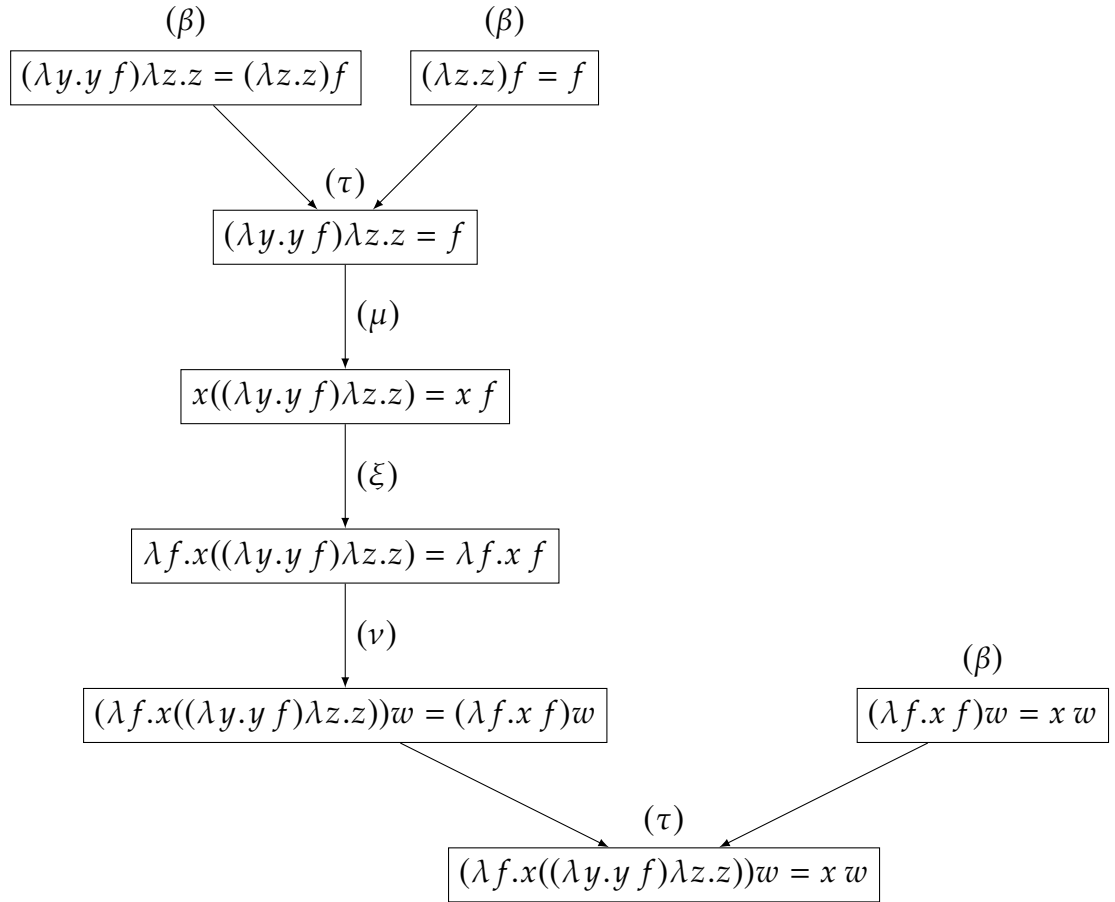 (β) (β)
(λy.y f)λz.z = (λz.z)f (λz.z)f = f
(τ)
(λy.y f)λz.z = f
(μ)
x((λy.y f)λz.z) = x f
(ξ)
λf.x((λy.y f)λz.z) = λf.x f
(ν)
(β)
(λf.x((λy.y f)λz.z))w = (λf.x f)w (λf.x f)w = x w
(τ)
(λf.x((λy.y f)λz.z))w = x w